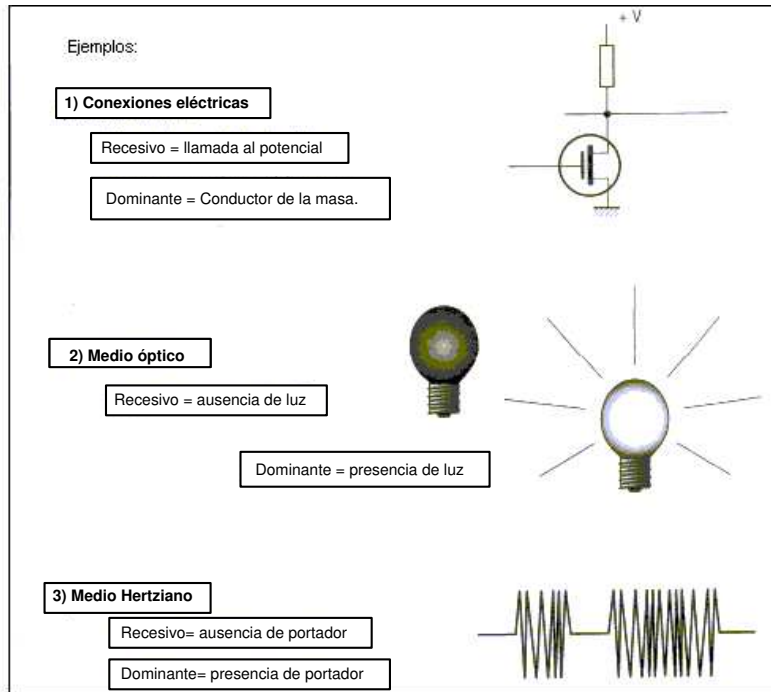 + V
Ejemplos:
1) Conexiones eléctricas
Recesivo = llamada al potencial
Dominante = Conductor de la masa.
2) Medio óptico
Recesivo = ausencia de luz
Dominante = presencia de luz
3) Medio Hertziano
Recesivo= ausencia de portador
Dominante= presencia de portador